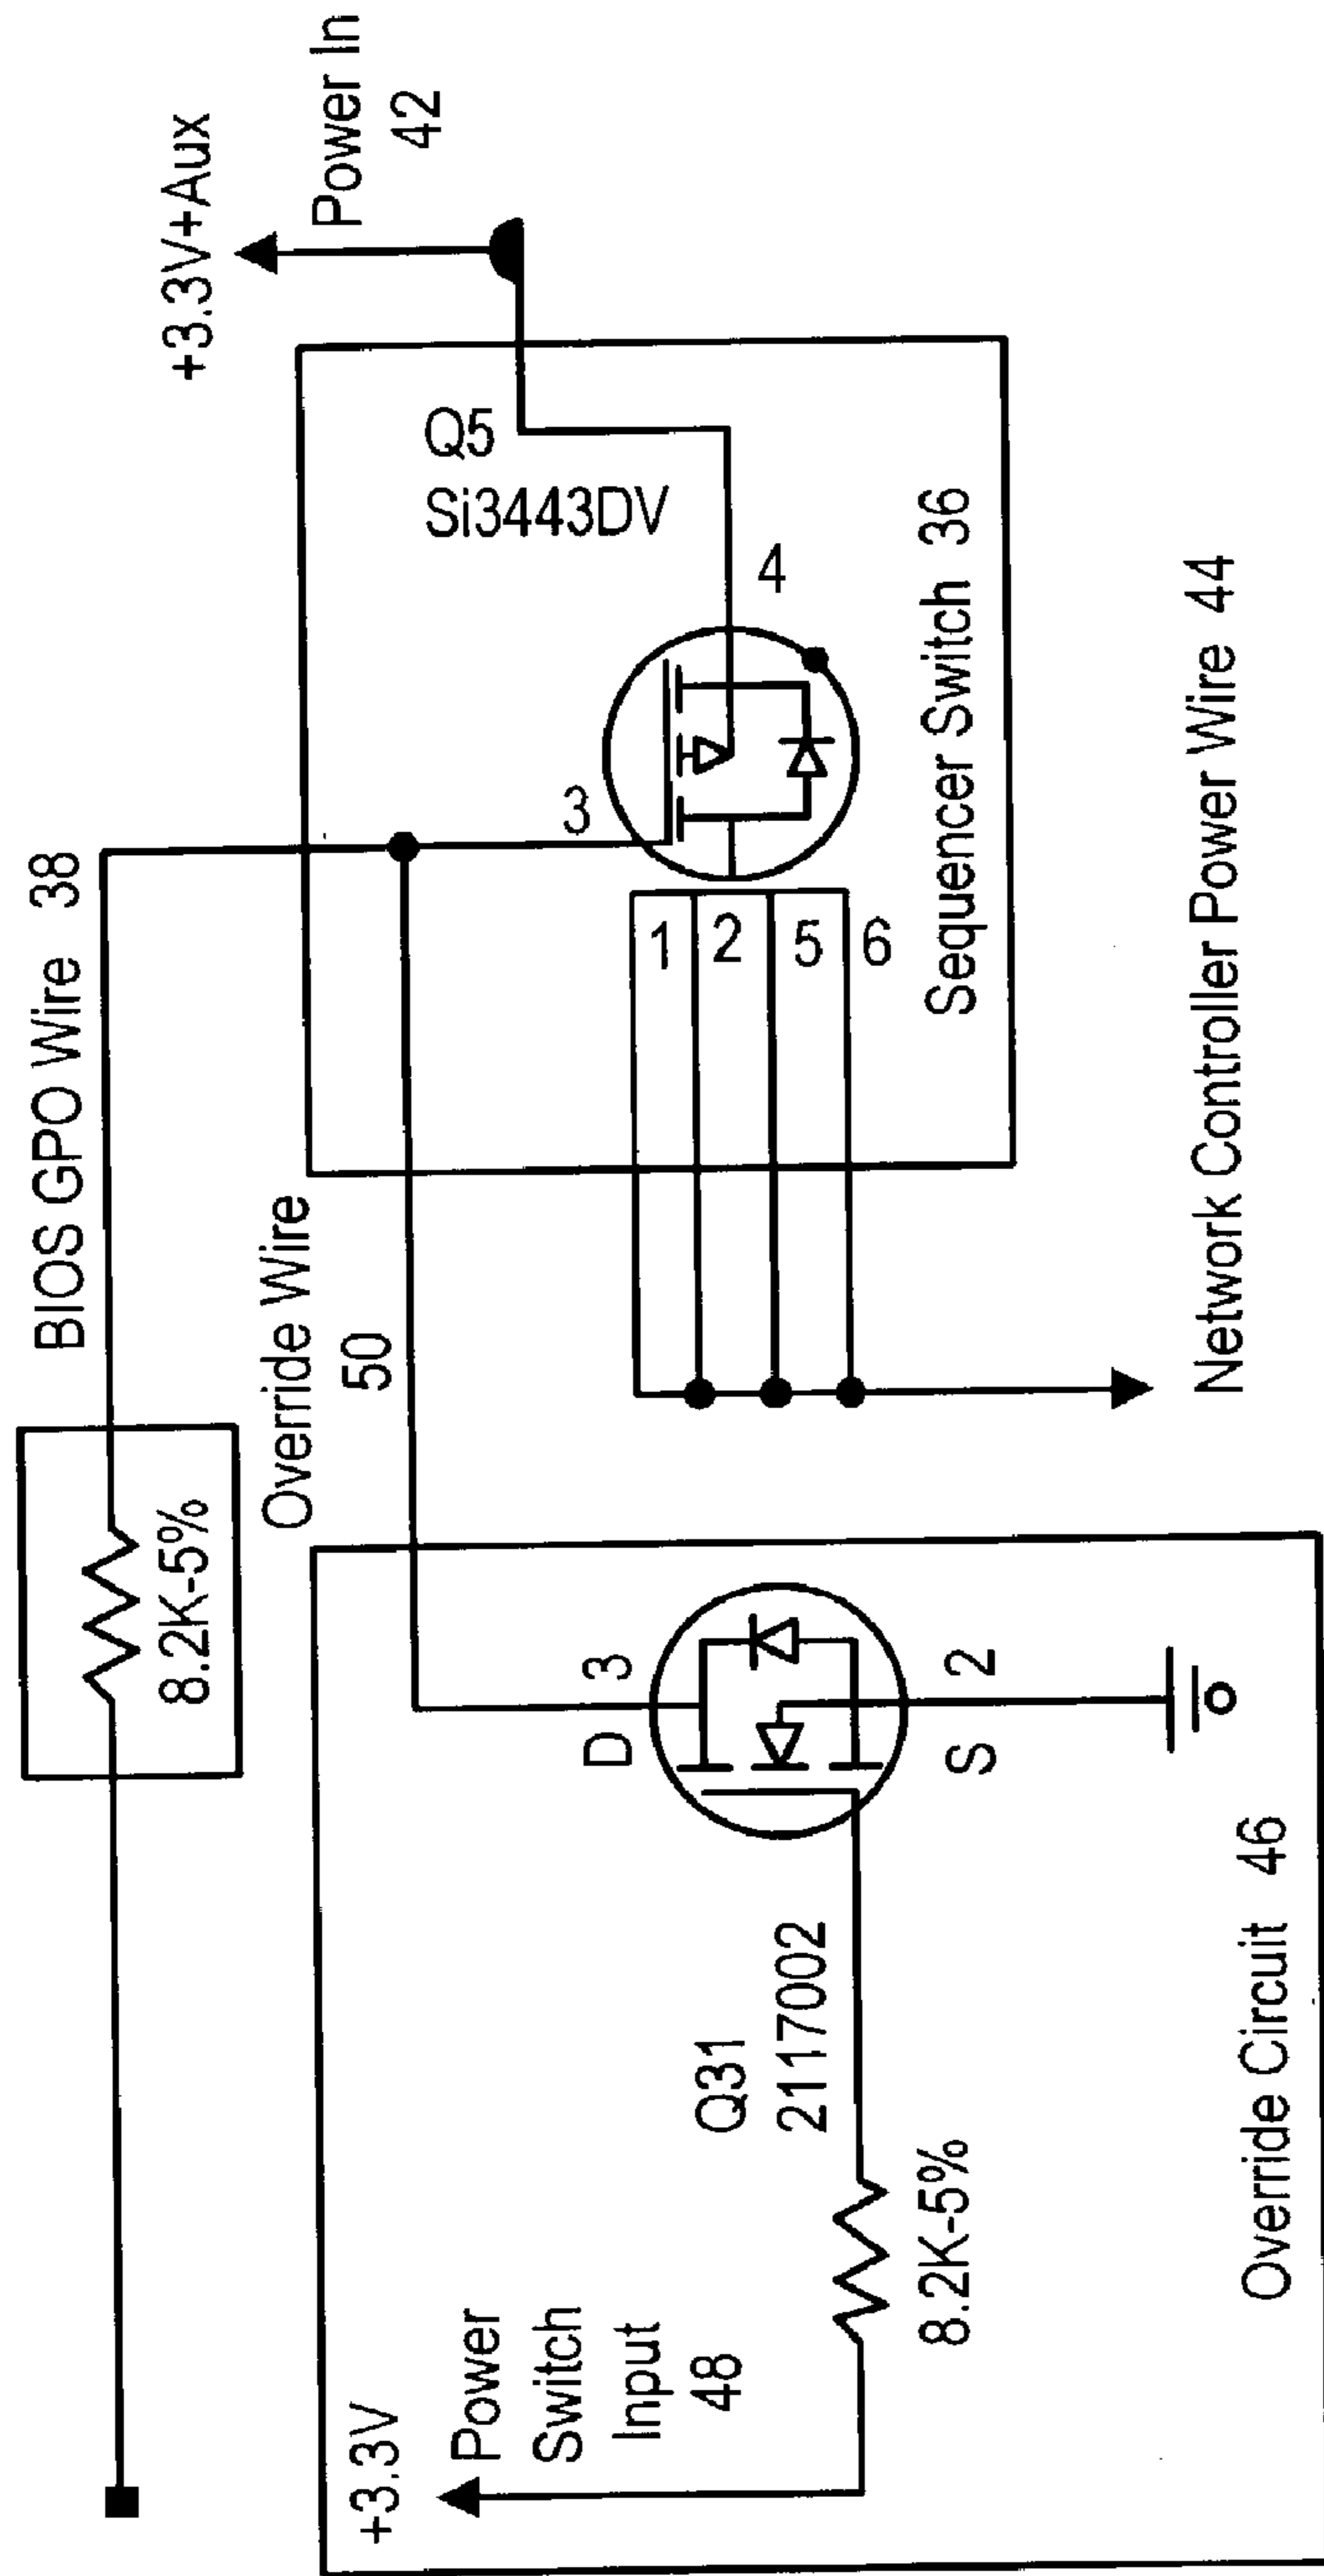 BIOS GPO Wire 38
8.2K-5%
Override Wire
50
+3.3V+Aux
Power In
42
Q5
Si3443DV
3
4
1
2
5
6
Sequencer Switch 36
Network Controller Power Wire 44
+3.3V
Power
Switch
Input
48
Q31
2117002
8.2K-5%
D
3
S
2
Override Circuit 46